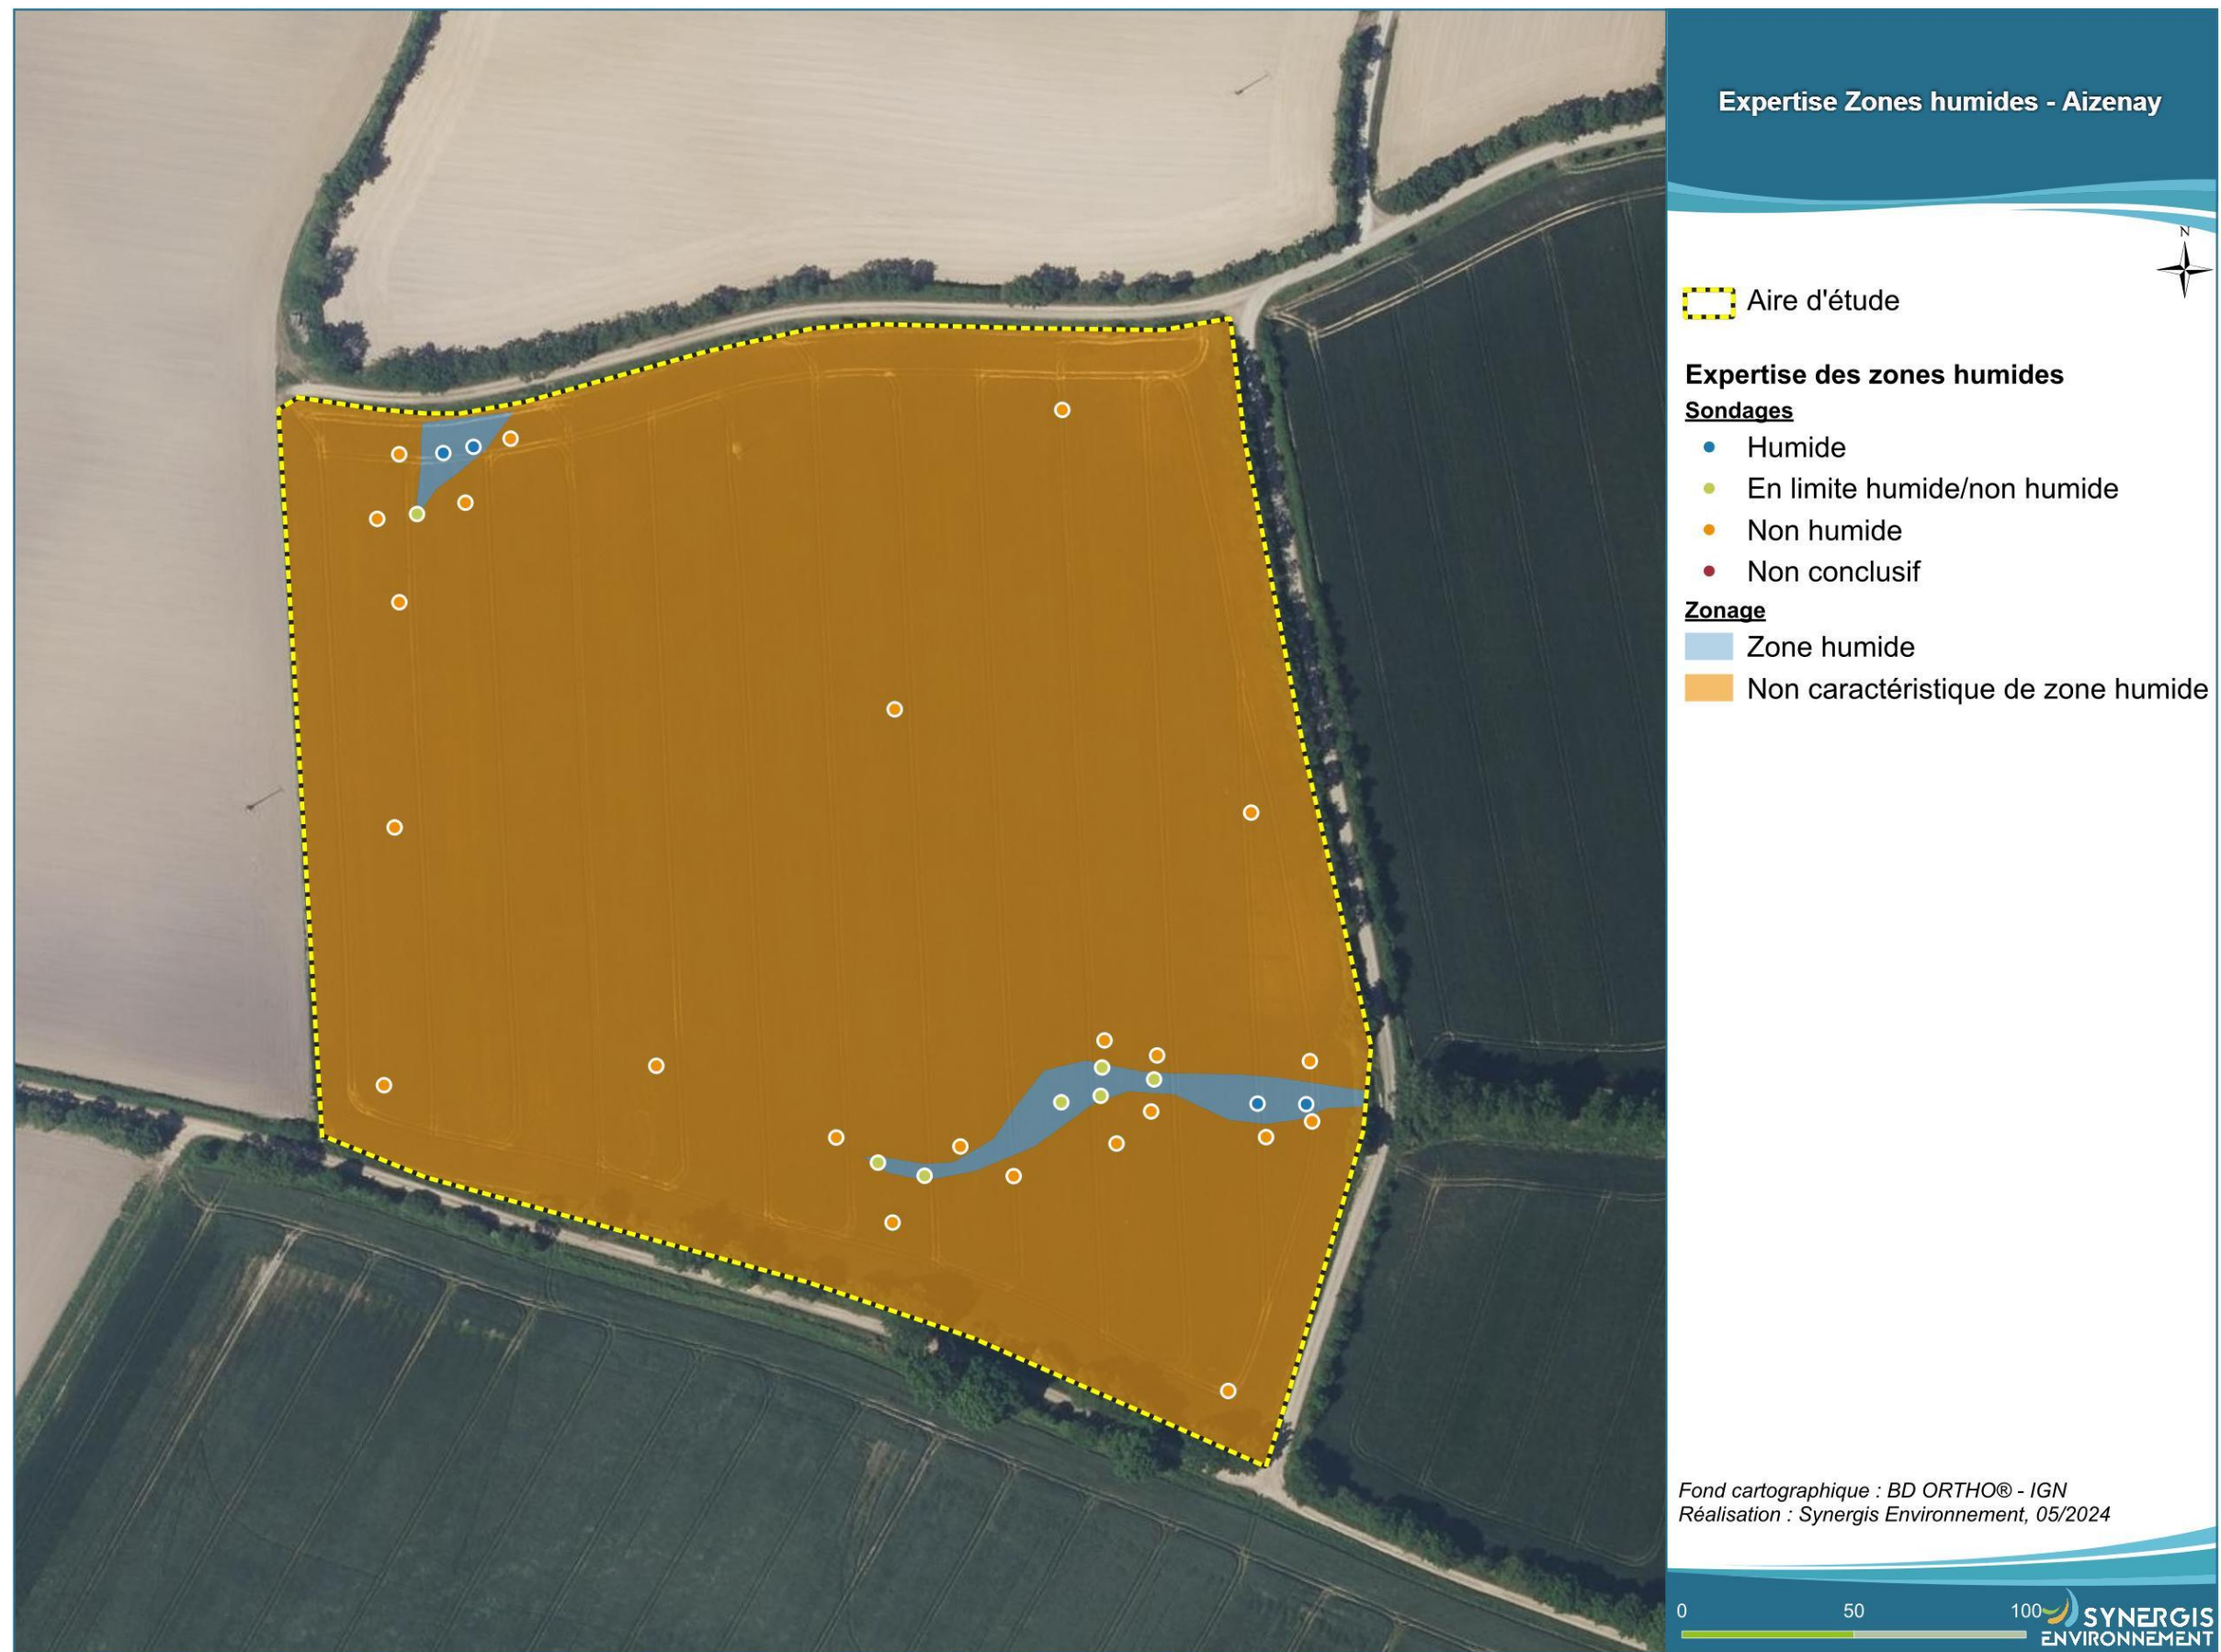 Expertise Zones humides - Aizenay
N
Aire d'étude
Expertise des zones humides
Sondages
Humide
En limite humide/non humide
Non humide
Non conclusif
Zonage
Zone humide
Non caractéristique de zone humide
Fond cartographique : BD ORTHO® - IGN
Réalisation : Synergis Environnement, 05/2024
0 50 100
SYNERGIS
ENVIRONNEMENT